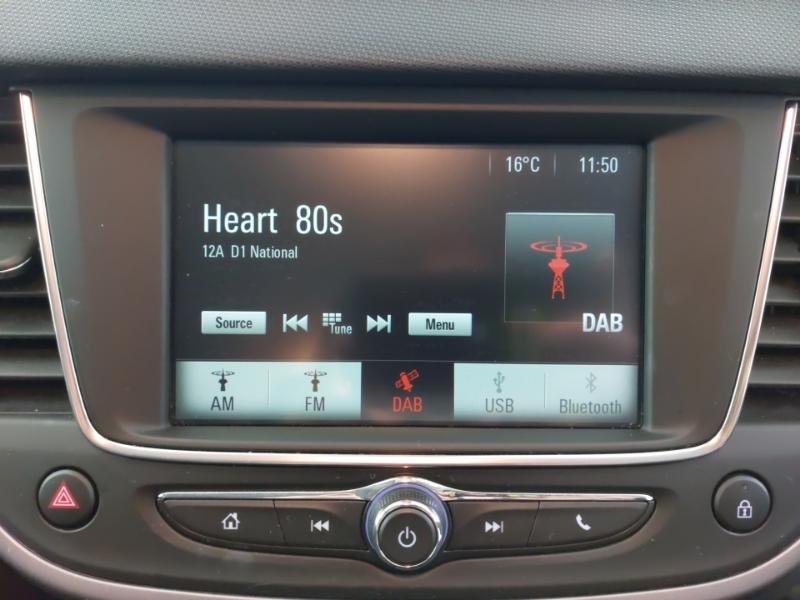 16°C 11:50
Heart 80s
12A D1 National
DAB
Source Tune Menu
AM FM DAB USB Bluetooth